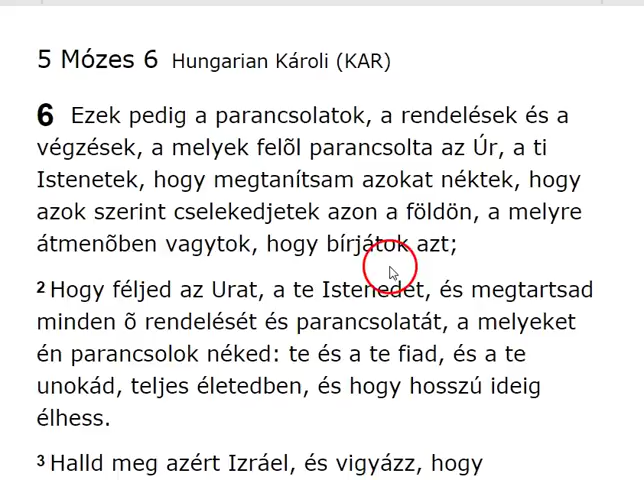 5 Mózes 6 Hungarian Károli (KAR)
6 Ezek pedig a parancsolatok, a rendelések és a
végzések, a melyek felõl parancsolta az Úr, a ti
Istenetek, hogy megtanítsam azokat néktek, hogy
azok szerint cselekedjetek azon a földön, a melyre
átmenõben vagytok, hogy bírjátok azt;
2 Hogy féljed az Urat, a te Istenedet, és megtartsad
minden õ rendelését és parancsolatát, a melyeket
én parancsolok néked: te és a te fiad, és a te
unokád, teljes életedben, és hogy hosszú ideig
élhess.
3 Halld meg azért Izráel, és vigyázz, hogy